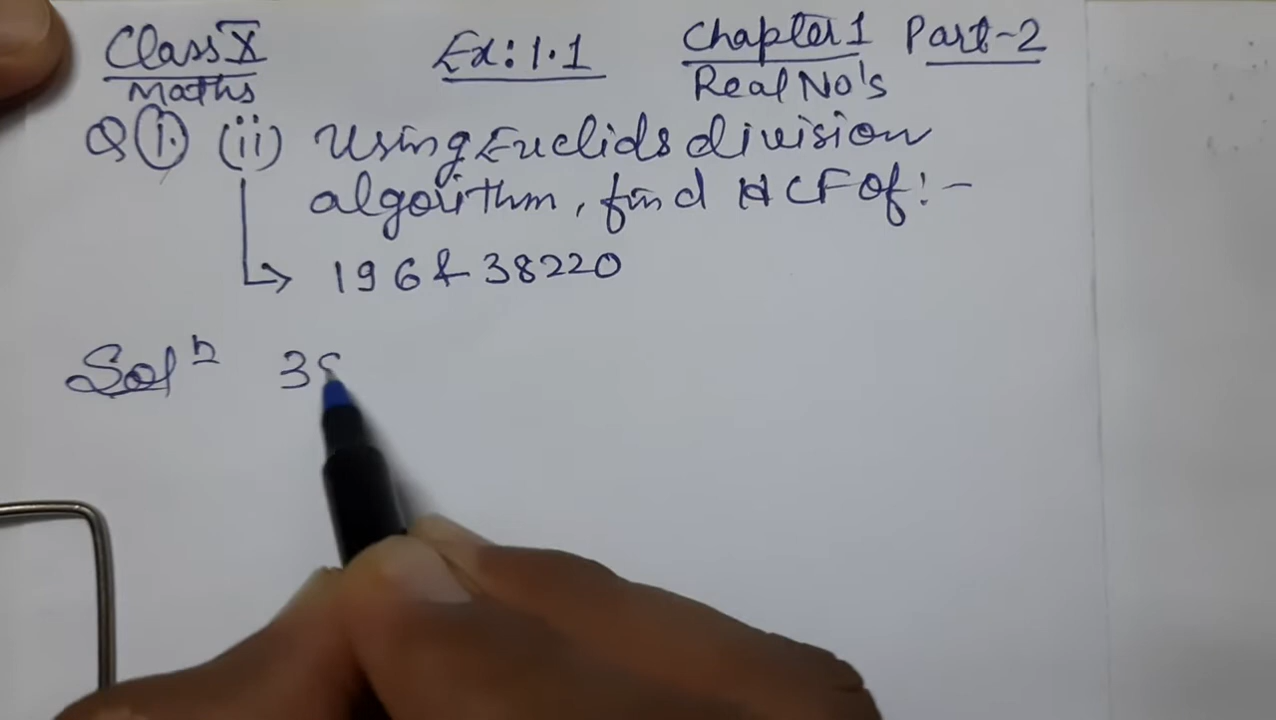 Class X Ex: 1.1 Chapter 1 Part-2
Maths Real No's
Q 1. (ii) Using Euclids division
algorithm, find HCF of:-
196 & 38220
Solⁿ 38